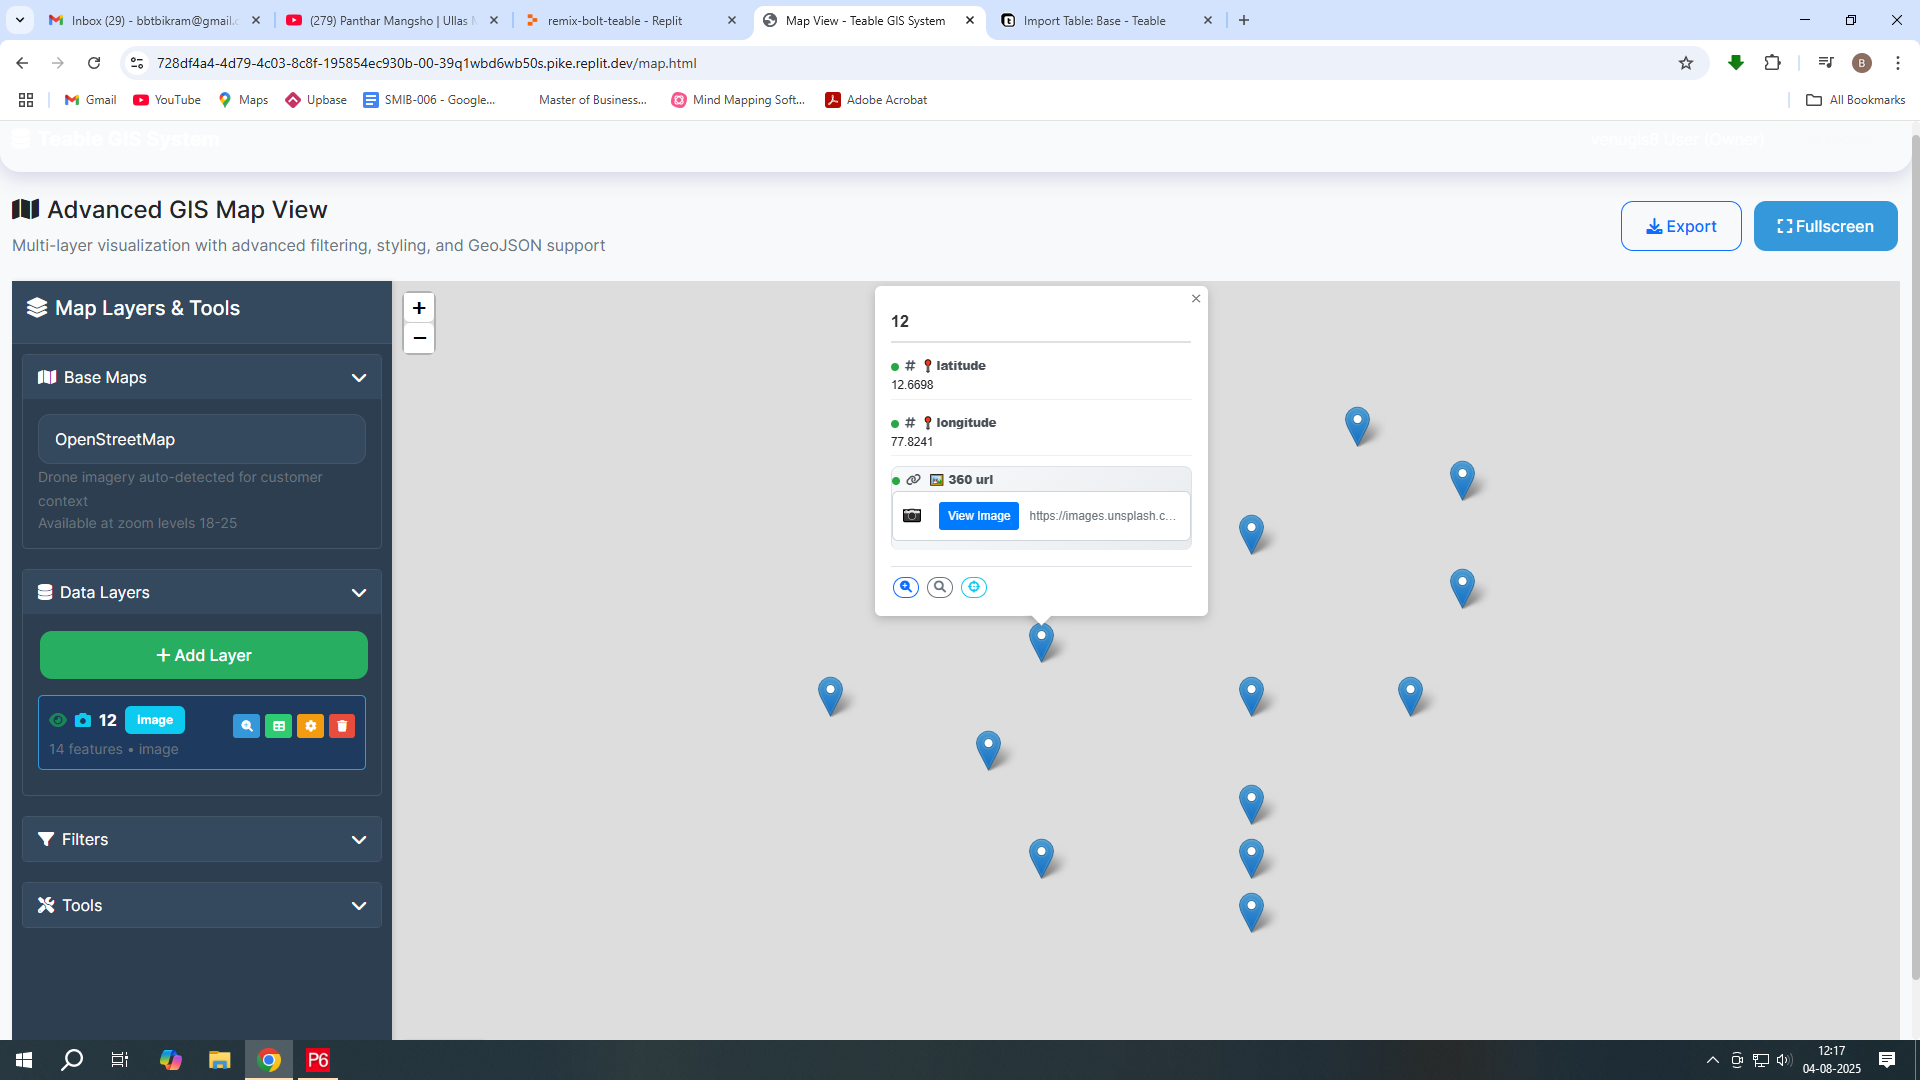 Inbox (29) - bbtbikram@gmail.c
(279) Panthar Mangsho | Ullas M
remix-bolt-teable - Replit
Map View - Teable GIS System
Import Table: Base - Teable
728df4a4-4d79-4c03-8c8f-195854ec930b-00-39q1wbd6wb50s.pike.replit.dev/map.html
B
Gmail
YouTube
Maps
Upbase
SMIB-006 - Google...
Master of Business...
Mind Mapping Soft...
Adobe Acrobat
All Bookmarks
Teable GIS System
Advanced GIS Map View
Multi-layer visualization with advanced filtering, styling, and GeoJSON support
Export
Fullscreen
Map Layers & Tools
Base Maps
OpenStreetMap
Drone imagery auto-detected for customer
context
Available at zoom levels 18-25
Data Layers
+ Add Layer
12 Image
14 features • image
Filters
Tools
+
−
12
# latitude
12.6698
# longitude
77.8241
360 url
View Image
https://images.unsplash.c...
P6
12:17
04-08-2025